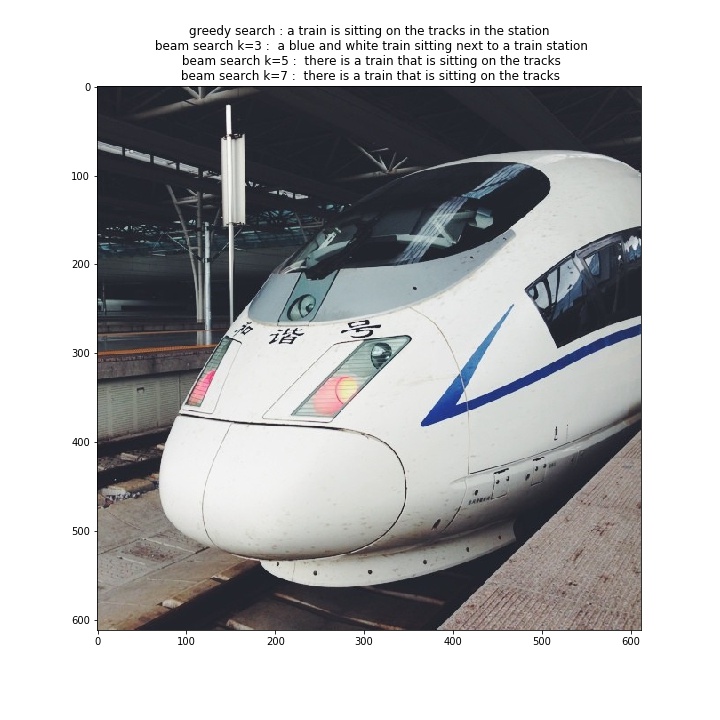 greedy search : a train is sitting on the tracks in the station
beam search k=3 :  a blue and white train sitting next to a train station
beam search k=5 :  there is a train that is sitting on the tracks
beam search k=7 :  there is a train that is sitting on the tracks
0
100
200
300
400
500
600
和谐号
0 100 200 300 400 500 600